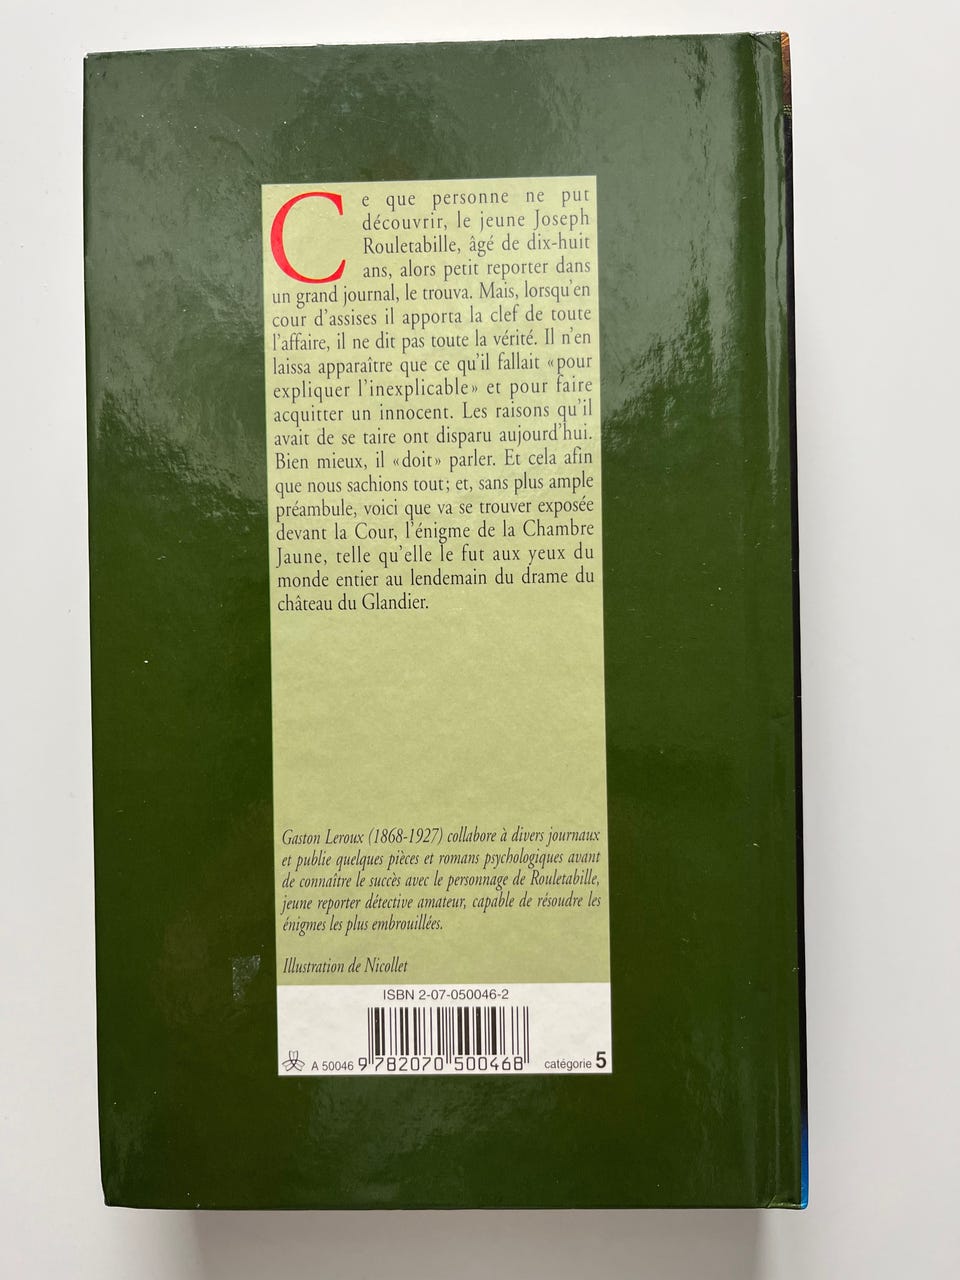 Ce que personne ne put
découvrir, le jeune Joseph
Rouletabille, âgé de dix-huit
ans, alors petit reporter dans
un grand journal, le trouva. Mais, lorsqu'en
cour d'assises il apporta la clef de toute
l'affaire, il ne dit pas toute la vérité. Il n'en
laissa apparaître que ce qu'il fallait «pour
expliquer l'inexplicable» et pour faire
acquitter un innocent. Les raisons qu'il
avait de se taire ont disparu aujourd'hui.
Bien mieux, il «doit» parler. Et cela afin
que nous sachions tout; et, sans plus ample
préambule, voici que va se trouver exposée
devant la Cour, l'énigme de la Chambre
Jaune, telle qu'elle le fut aux yeux du
monde entier au lendemain du drame du
château du Glandier.
Gaston Leroux (1868-1927) collabore à divers journaux
et publie quelques pièces et romans psychologiques avant
de connaître le succès avec le personnage de Rouletabille,
jeune reporter détective amateur, capable de résoudre les
énigmes les plus embrouillées.
Illustration de Nicollet
ISBN 2-07-050046-2
A 50046 9 782070 500468 catégorie 5